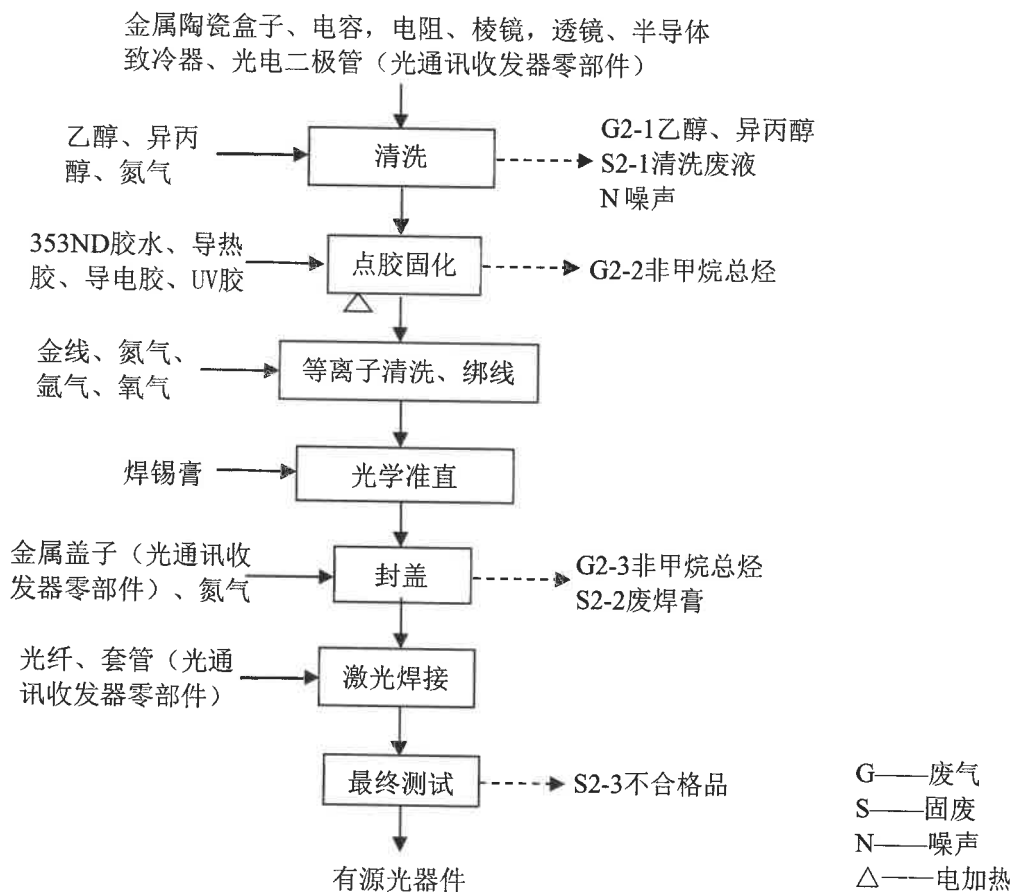 金属陶瓷盒子、电容，电阻、棱镜，透镜、半导体
致冷器、光电二极管（光通讯收发器零部件）
乙醇、异丙
醇、氮气
清洗
G2-1乙醇、异丙醇
S2-1清洗废液
N噪声
353ND胶水、导热
胶、导电胶、UV胶
点胶固化
G2-2非甲烷总烃
金线、氮气、
氩气、氧气
等离子清洗、绑线
焊锡膏
光学准直
金属盖子（光通讯收
发器零部件）、氮气
封盖
G2-3非甲烷总烃
S2-2废焊膏
光纤、套管（光通
讯收发器零部件）
激光焊接
最终测试
S2-3不合格品
有源光器件
G——废气
S——固废
N——噪声
△——电加热